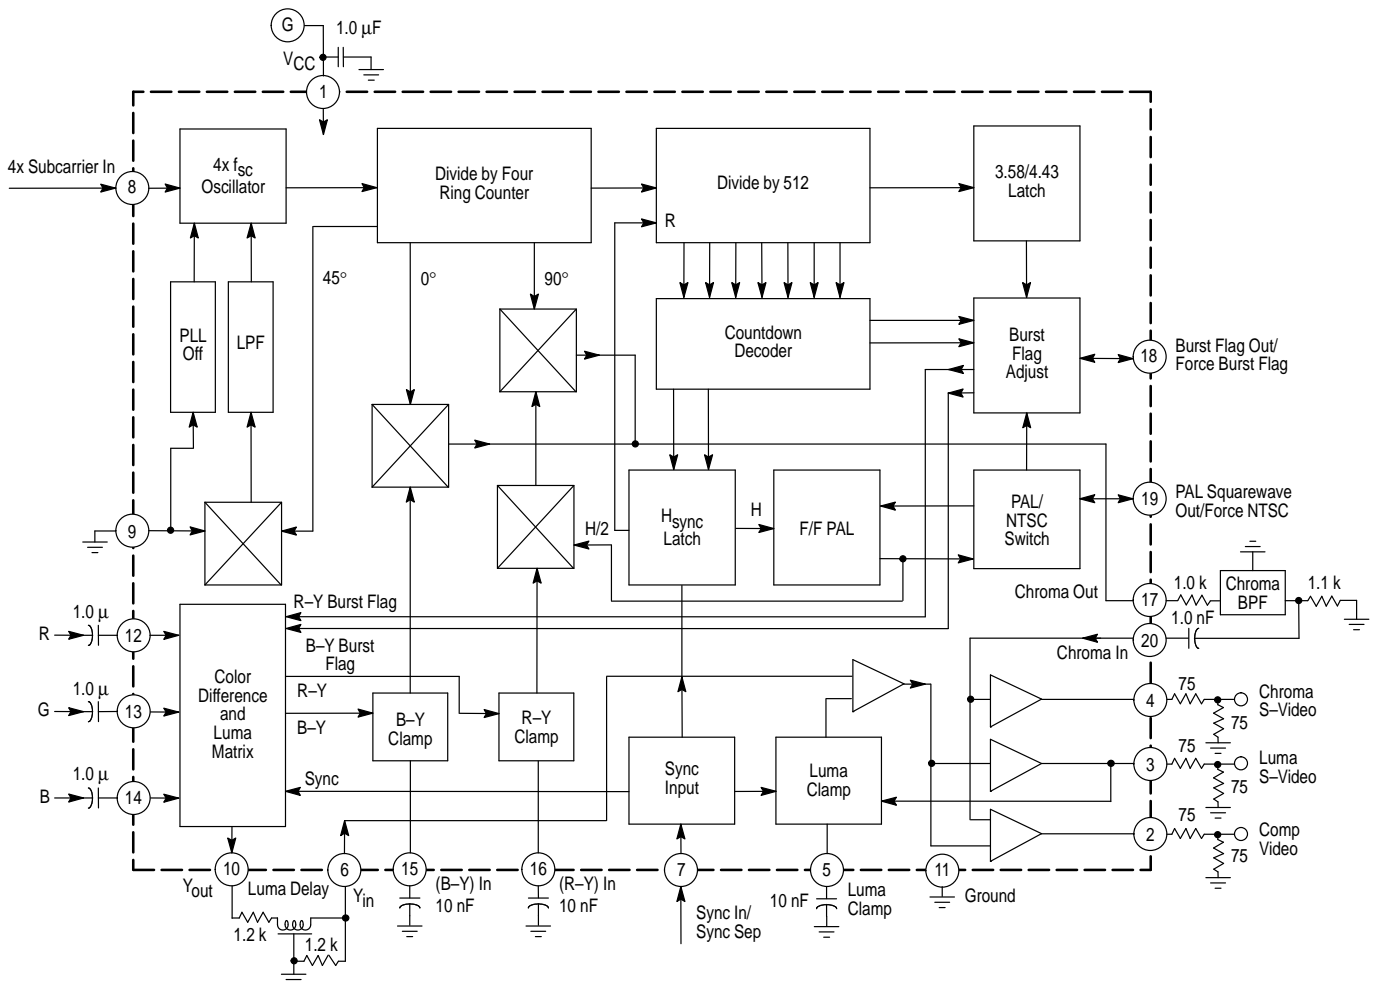 G
1.0 μF
VCC
1
4x Subcarrier In
8
4x fsc
Oscillator
Divide by Four
Ring Counter
Divide by 512
R
3.58/4.43
Latch
45°
0°
90°
PLL
Off
LPF
Countdown
Decoder
Burst
Flag
Adjust
18
Burst Flag Out/
Force Burst Flag
9
H/2
Hsync
Latch
H
F/F PAL
PAL/
NTSC
Switch
19
PAL Squarewave
Out/Force NTSC
Chroma Out
17
1.0 k
Chroma
BPF
1.1 k
1.0 nF
20
Chroma In
R
1.0 μ
12
R–Y Burst Flag
B–Y Burst
Flag
G
1.0 μ
13
Color
Difference
and
Luma
Matrix
R–Y
B–Y
B–Y
Clamp
R–Y
Clamp
4
75
75
Chroma
S–Video
B
1.0 μ
14
Sync
Sync
Input
Luma
Clamp
3
75
75
Luma
S–Video
2
75
75
Comp
Video
10
Yout
Luma Delay
6
Yin
15
(B–Y) In
10 nF
16
(R–Y) In
10 nF
7
Sync In/
Sync Sep
5
10 nF
Luma
Clamp
11
Ground
1.2 k
1.2 k